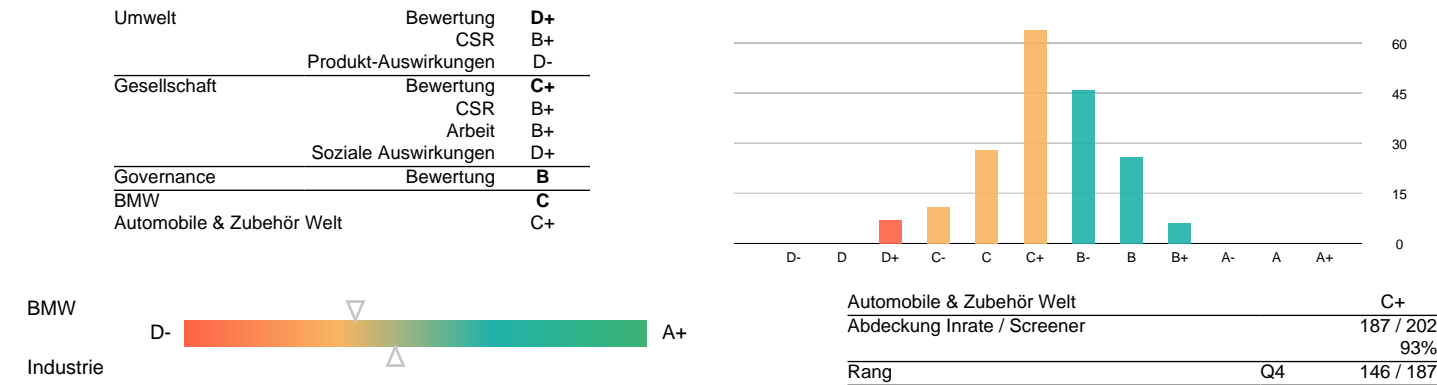 Umwelt Bewertung D+
CSR B+
Produkt-Auswirkungen D-
Gesellschaft Bewertung C+
CSR B+
Arbeit B+
Soziale Auswirkungen D+
Governance Bewertung B
BMW C
Automobile & Zubehör Welt C+
60
45
30
15
0
D- D D+ C- C C+ B- B B+ A- A A+
BMW
D- A+
Industrie
Automobile & Zubehör Welt C+
Abdeckung Inrate / Screener 187 / 202
93%
Rang Q4 146 / 187